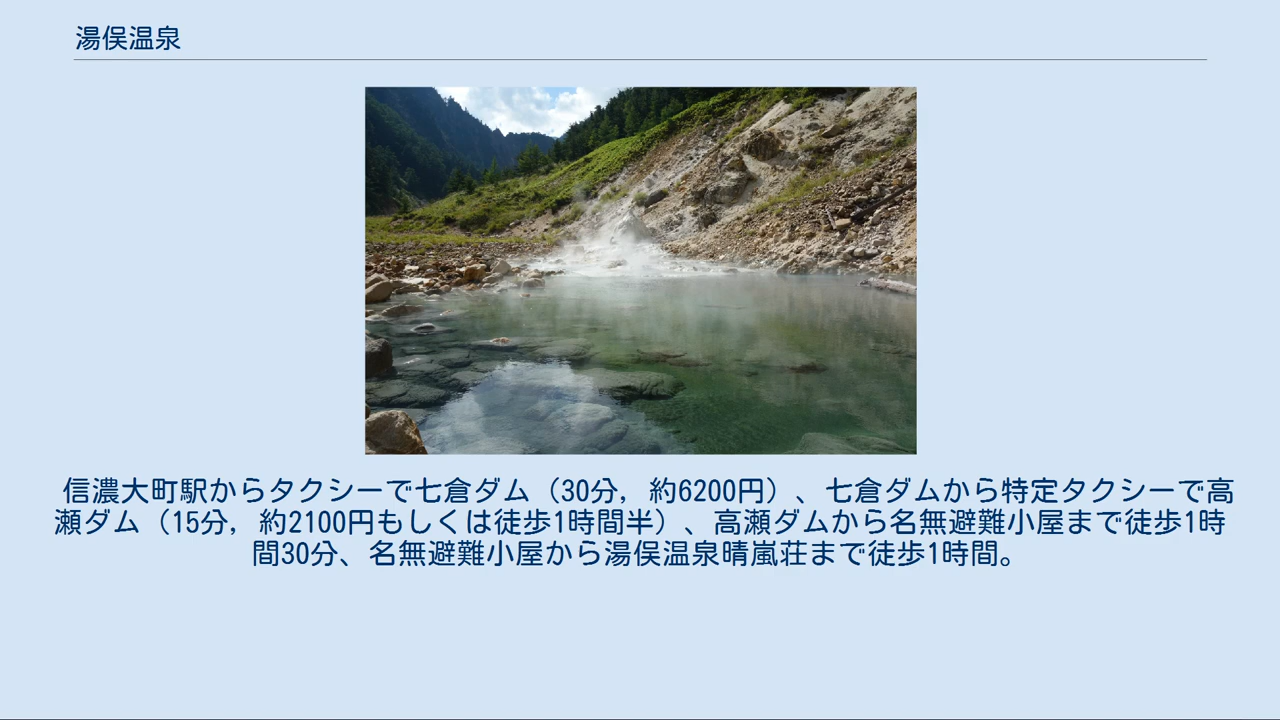 湯俣温泉
信濃大町駅からタクシーで七倉ダム（30分，約6200円）、七倉ダムから特定タクシーで高
瀬ダム（15分，約2100円もしくは徒歩1時間半）、高瀬ダムから名無避難小屋まで徒歩1時
間30分、名無避難小屋から湯俣温泉晴嵐荘まで徒歩1時間。